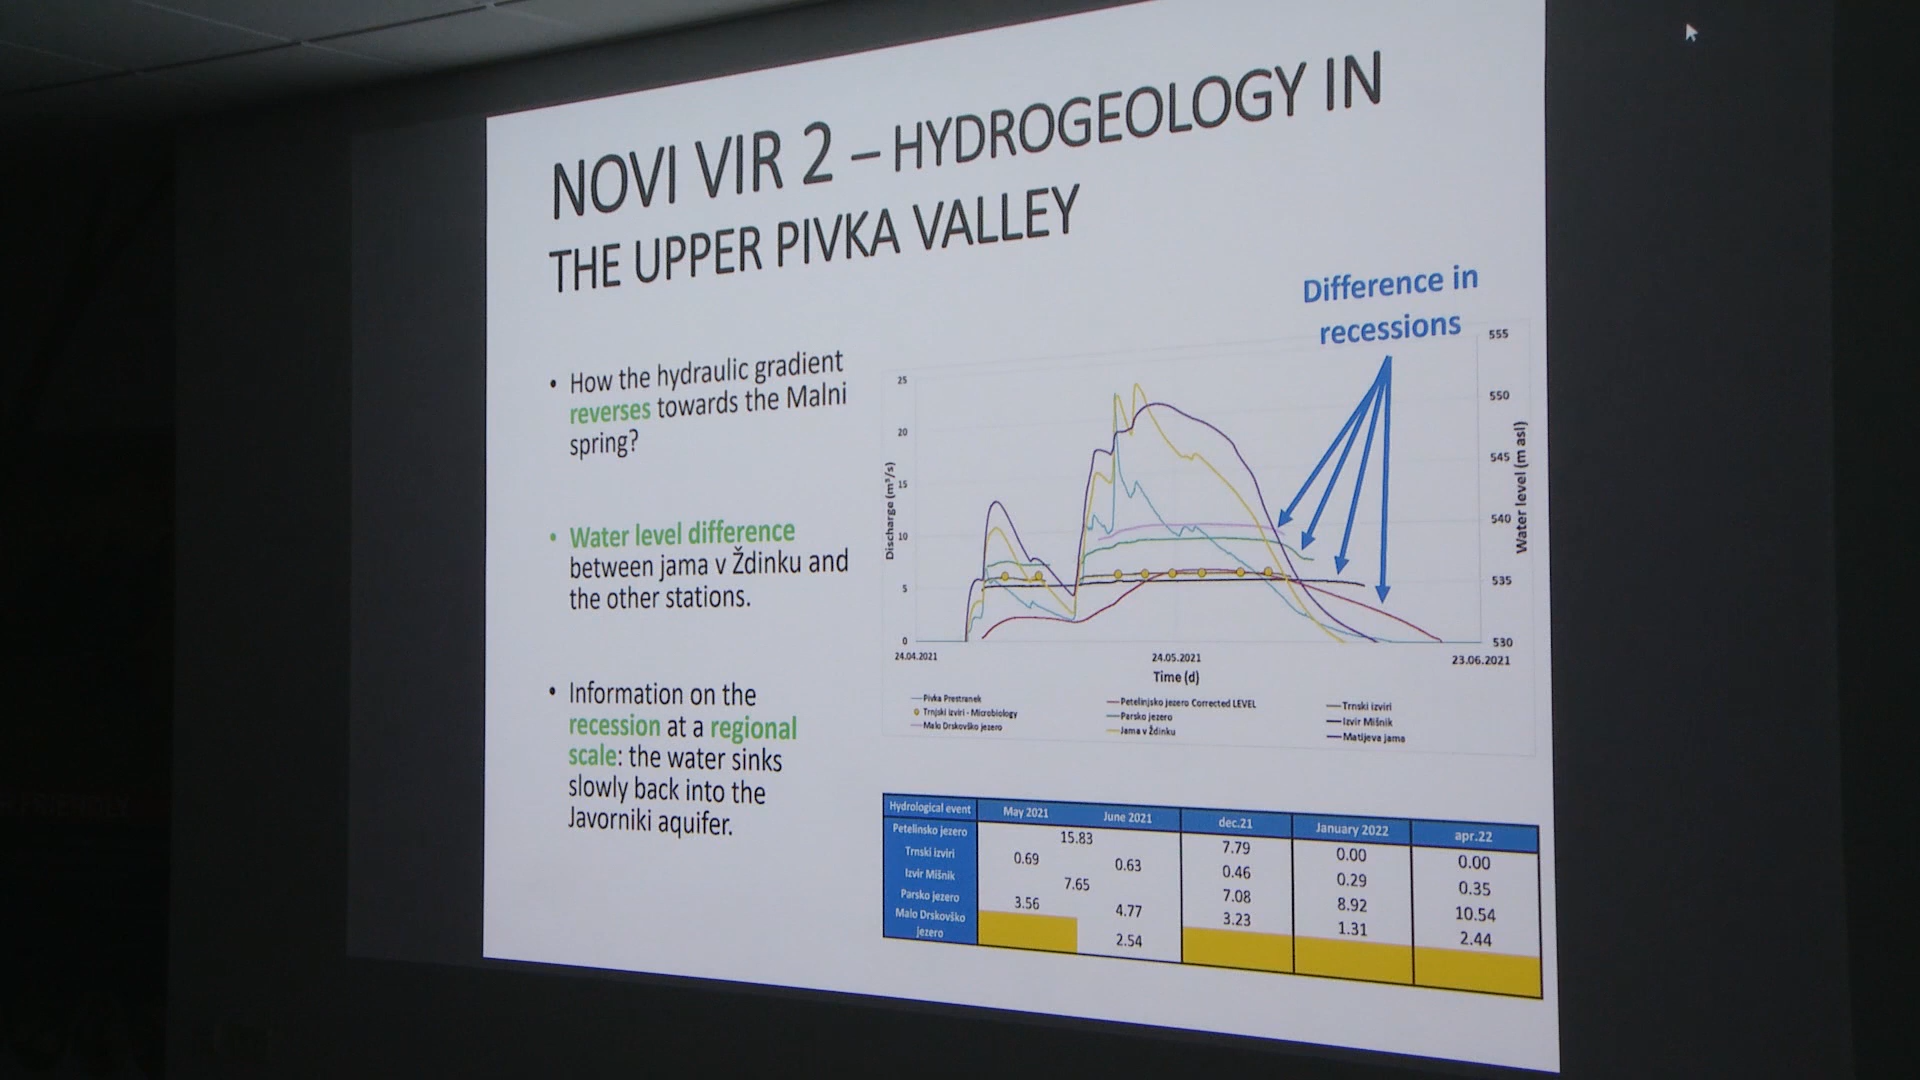 NOVI VIR 2 – HYDROGEOLOGY IN
THE UPPER PIVKA VALLEY
• How the hydraulic gradient
reverses towards the Malni
spring?
• Water level difference
between jama v Ždinku and
the other stations.
• Information on the
recession at a regional
scale: the water sinks
slowly back into the
Javorniki aquifer.
Difference in
recessions
25
20
15
10
5
0
Discharge (m³/s)
555
550
545
540
535
530
Water level (m asl)
24.04.2021 24.05.2021 23.06.2021
Time (d)
Pivka Prestranek
Trnjski izviri - Microbiology
Malo Drskovško jezero
Petelinjsko jezero Corrected LEVEL
Parsko jezero
Jama v Ždinku
Trnski izviri
Izvir Mišnik
Matijeva jama
Hydrological event May 2021 June 2021 dec.21 January 2022 apr.22
Petelinsko jezero 15.83 7.79 0.00 0.00
Trnski izviri 0.69 0.63 0.46 0.29 0.35
Izvir Mišnik 7.65 7.08 8.92 10.54
Parsko jezero 3.56 4.77 3.23 1.31 2.44
Malo Drskovško
jezero 2.54